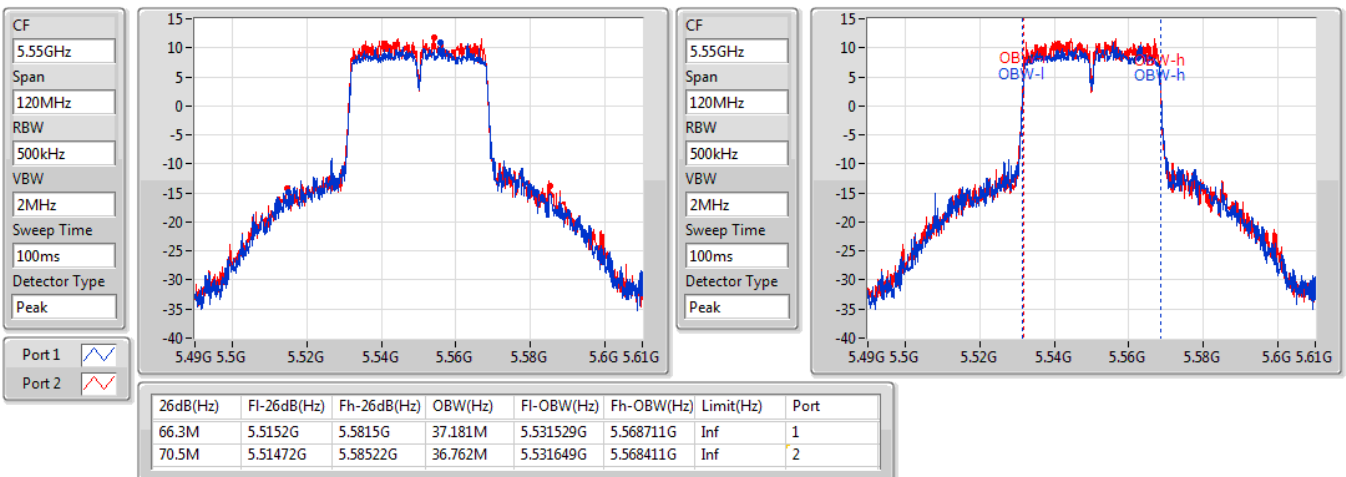 CF
5.55GHz
Span
120MHz
RBW
500kHz
VBW
2MHz
Sweep Time
100ms
Detector Type
Peak
Port 1
Port 2
15
10
5
0
-5
-10
-15
-20
-25
-30
-35
-40
5.49G 5.5G 5.52G 5.54G 5.56G 5.58G 5.6G 5.61G
CF
5.55GHz
Span
120MHz
RBW
500kHz
VBW
2MHz
Sweep Time
100ms
Detector Type
Peak
15
10
5
0
-5
-10
-15
-20
-25
-30
-35
-40
OBW-h
OBW-l OBW-h
5.49G 5.5G 5.52G 5.54G 5.56G 5.58G 5.6G 5.61G
26dB(Hz) Fl-26dB(Hz) Fh-26dB(Hz) OBW(Hz) Fl-OBW(Hz) Fh-OBW(Hz) Limit(Hz) Port
66.3M 5.5152G 5.5815G 37.181M 5.531529G 5.568711G Inf 1
70.5M 5.51472G 5.58522G 36.762M 5.531649G 5.568411G Inf 2